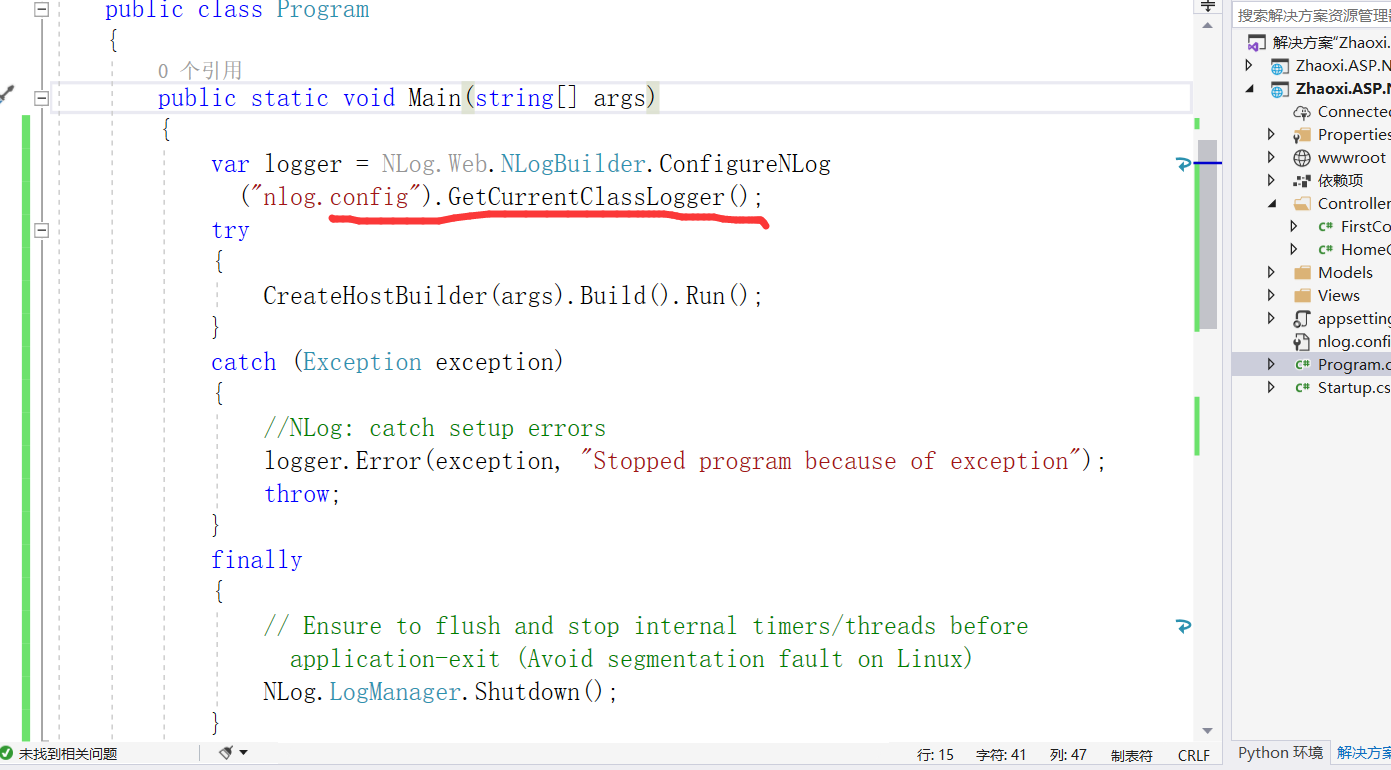 public class Program
{
0 个引用
public static void Main(string[] args)
{
var logger = NLog.Web.NLogBuilder.ConfigureNLog
("nlog.config").GetCurrentClassLogger();
try
{
CreateHostBuilder(args).Build().Run();
}
catch (Exception exception)
{
//NLog: catch setup errors
logger.Error(exception, "Stopped program because of exception");
throw;
}
finally
{
// Ensure to flush and stop internal timers/threads before
application-exit (Avoid segmentation fault on Linux)
NLog.LogManager.Shutdown();
}
未找到相关问题
行: 15
字符: 41
列: 47
制表符
CRLF
搜索解决方案资源管理器
解决方案"Zhaoxi.
Zhaoxi.ASP.N
Zhaoxi.ASP.N
Connected
Properties
wwwroot
依赖项
Controller
C# FirstCo
C# HomeC
Models
Views
appsetting
nlog.confi
C# Program.c
C# Startup.cs
Python 环境
解决方案